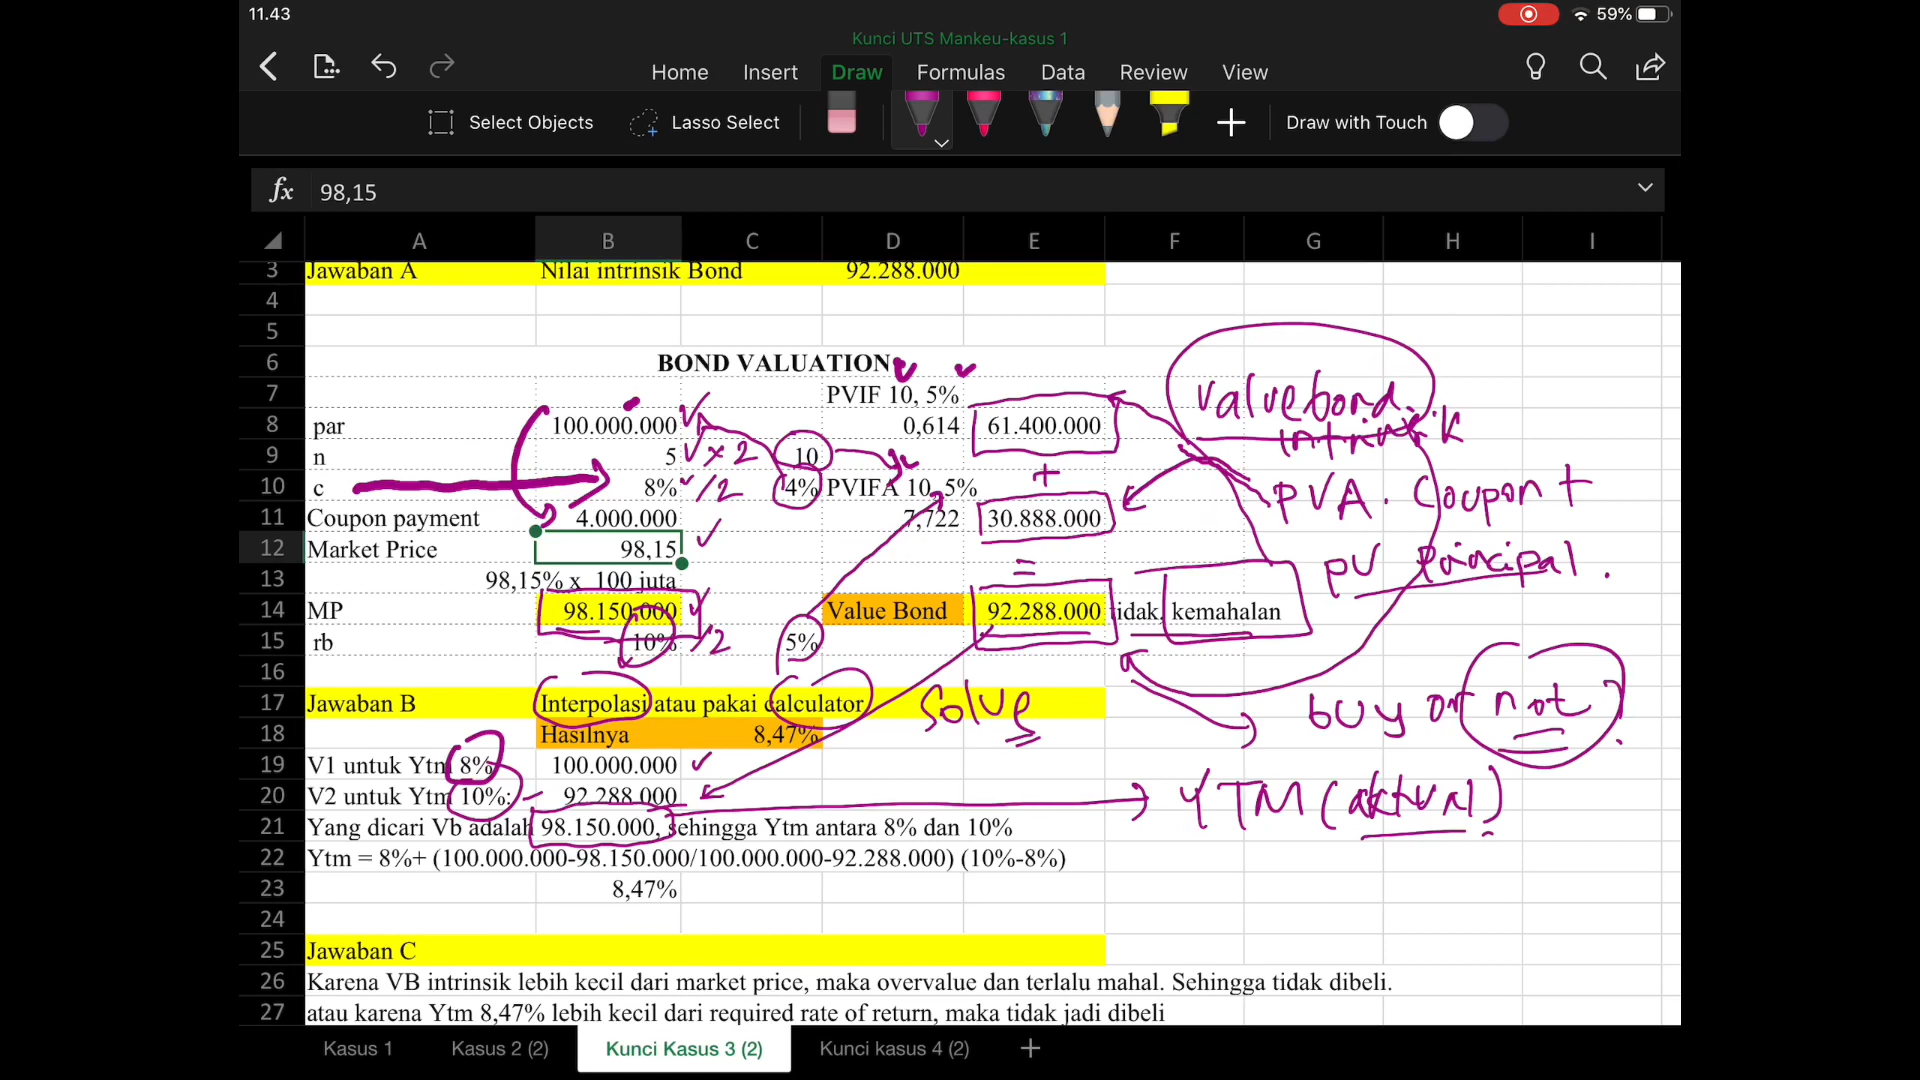 11.43
59%
Kunci UTS Mankeu-kasus 1
Home Insert Draw Formulas Data Review View
Select Objects Lasso Select Draw with Touch
fx 98,15
A B C D E F G H I
3 Jawaban A Nilai intrinsik Bond 92.288.000
4
5
6 BOND VALUATION
7 PVIF 10, 5%
8 par 100.000.000 0,614 61.400.000 value bond
intrinsik
9 n 5 x 2 10 +
10 c 8% /2 4% PVIFA 10, 5% PVA. Coupon +
11 Coupon payment 4.000.000 7,722 30.888.000
12 Market Price 98,15 =
13 98,15% x 100 juta PV Principal.
14 MP 98.150.000 Value Bond 92.288.000 tidak, kemahalan
15 rb 10% /2 5%
16
17 Jawaban B Interpolasi atau pakai calculator Solve buy or not
18 Hasilnya 8,47%
19 V1 untuk Ytm 8% 100.000.000
20 V2 untuk Ytm 10%: 92.288.000 YTM (aktual)
21 Yang dicari Vb adalah 98.150.000, sehingga Ytm antara 8% dan 10%
22 Ytm = 8%+ (100.000.000-98.150.000/100.000.000-92.288.000) (10%-8%)
23 8,47%
24
25 Jawaban C
26 Karena VB intrinsik lebih kecil dari market price, maka overvalue dan terlalu mahal. Sehingga tidak dibeli.
27 atau karena Ytm 8,47% lebih kecil dari required rate of return, maka tidak jadi dibeli
Kasus 1 Kasus 2 (2) Kunci Kasus 3 (2) Kunci kasus 4 (2)